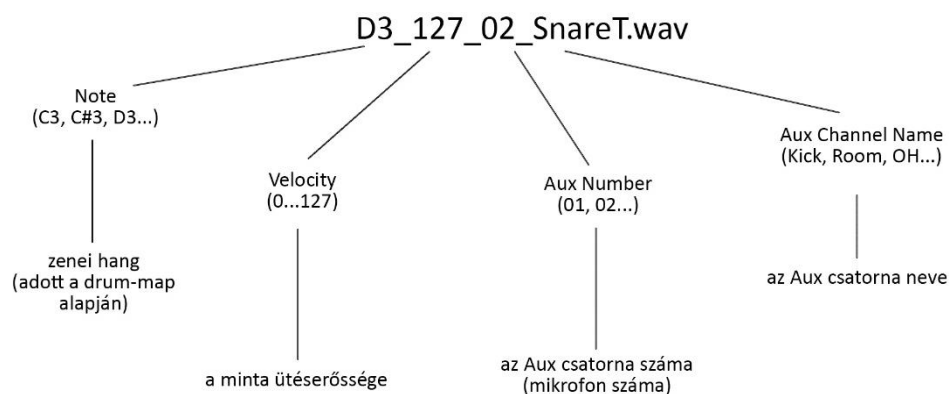 D3_127_02_SnareT.wav
Note
(C3, C#3, D3...)
Velocity
(0...127)
Aux Number
(01, 02...)
Aux Channel Name
(Kick, Room, OH...)
zenei hang
(adott a drum-map
alapján)
a minta ütéserőssége
az Aux csatorna száma
(mikrofon száma)
az Aux csatorna neve